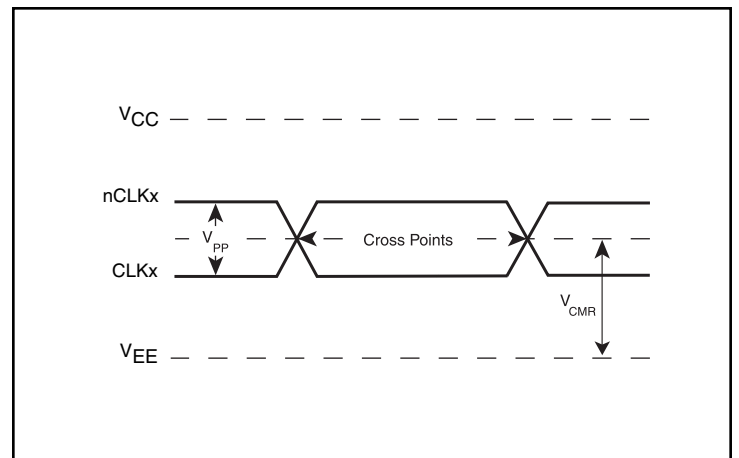 VCC
nCLKx
VPP
Cross Points
CLKx
VCMR
VEE